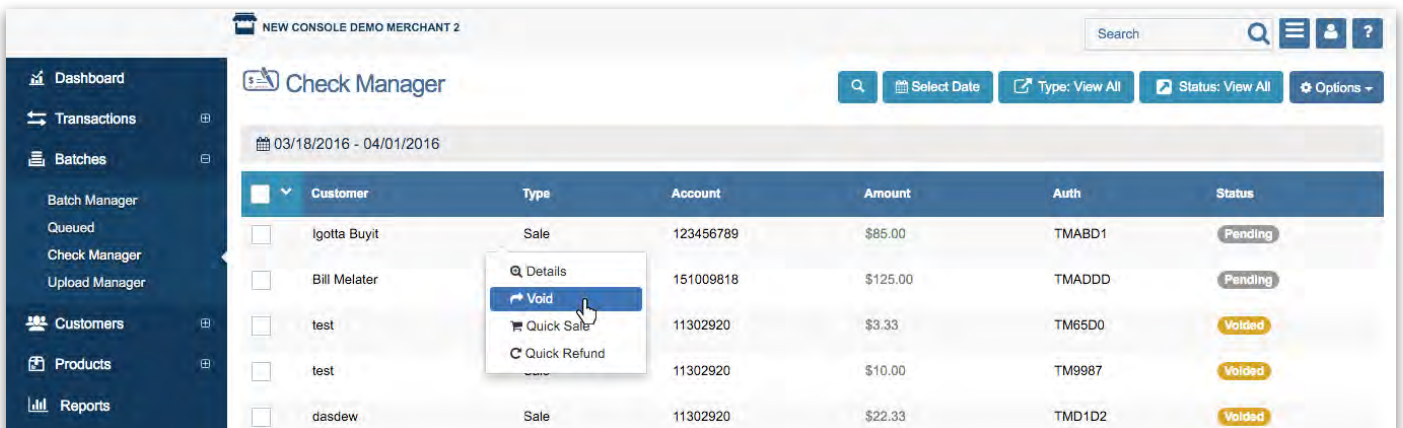 NEW CONSOLE DEMO MERCHANT 2
Search
?
Dashboard
Transactions
Batches
Batch Manager
Queued
Check Manager
Upload Manager
Customers
Products
Reports
Check Manager
Select Date
Type: View All
Status: View All
Options
03/18/2016 - 04/01/2016
Customer Type Account Amount Auth Status
Igotta Buyit Sale 123456789 $85.00 TMABD1 Pending
Bill Melater 151009818 $125.00 TMADDD Pending
test 11302920 $3.33 TM65D0 Voided
test 11302920 $10.00 TM9987 Voided
dasdew Sale 11302920 $22.33 TMD1D2 Voided
Details
Void
Quick Sale
Quick Refund